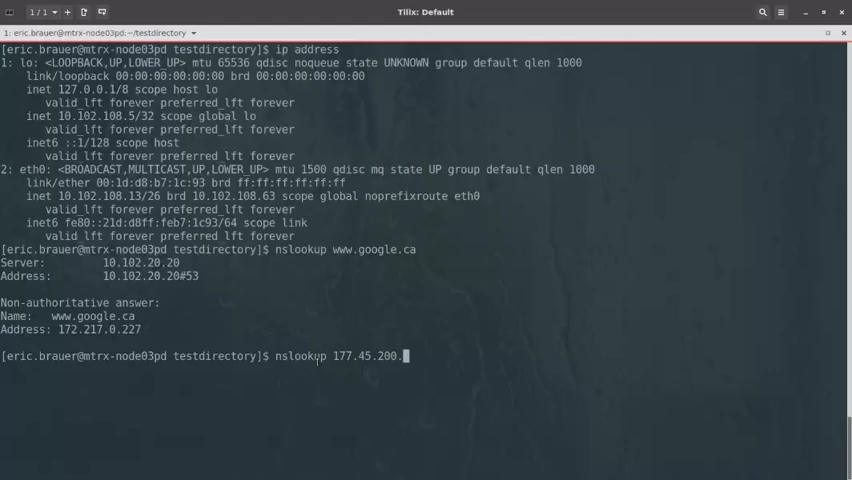 1 / 1
Tilix: Default
1: eric.brauer@mtrx-node03pd:~/testdirectory
[eric.brauer@mtrx-node03pd testdirectory]$ ip address
1: lo: <LOOPBACK,UP,LOWER_UP> mtu 65536 qdisc noqueue state UNKNOWN group default qlen 1000
    link/loopback 00:00:00:00:00:00 brd 00:00:00:00:00:00
    inet 127.0.0.1/8 scope host lo
       valid_lft forever preferred_lft forever
    inet 10.102.108.5/32 scope global lo
       valid_lft forever preferred_lft forever
    inet6 ::1/128 scope host
       valid_lft forever preferred_lft forever
2: eth0: <BROADCAST,MULTICAST,UP,LOWER_UP> mtu 1500 qdisc mq state UP group default qlen 1000
    link/ether 00:1d:d8:b7:1c:93 brd ff:ff:ff:ff:ff:ff
    inet 10.102.108.13/26 brd 10.102.108.63 scope global noprefixroute eth0
       valid_lft forever preferred_lft forever
    inet6 fe80::21d:d8ff:feb7:1c93/64 scope link
       valid_lft forever preferred_lft forever
[eric.brauer@mtrx-node03pd testdirectory]$ nslookup www.google.ca
Server:         10.102.20.20
Address:        10.102.20.20#53

Non-authoritative answer:
Name:   www.google.ca
Address: 172.217.0.227

[eric.brauer@mtrx-node03pd testdirectory]$ nslookup 177.45.200.